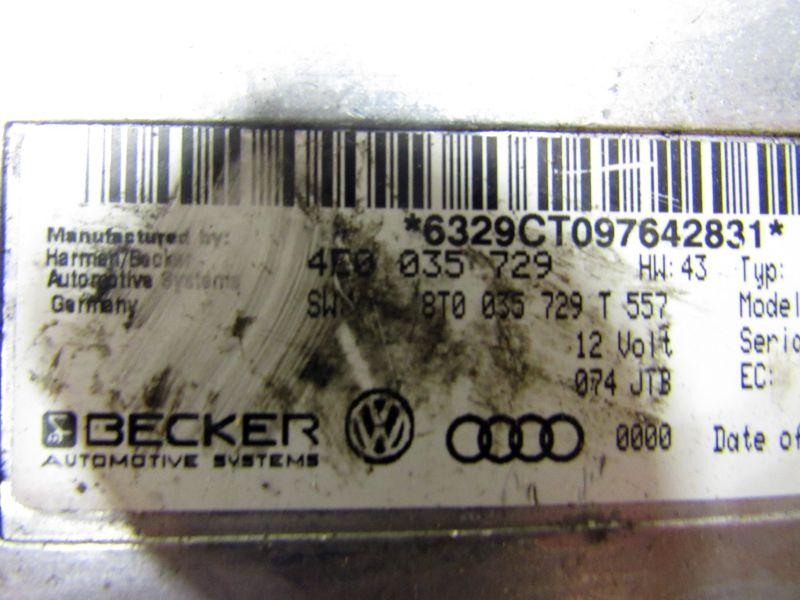 *6329CT097642831*
Manufactured by:
Harman/Becker
Automotive Systems
Germany
4E0 035 729 HW: 43 Typ:
8T0 035 729 T 557 Model
12 Volt Seria
074 JTB EC:
BECKER
AUTOMOTIVE SYSTEMS
0000 Date of